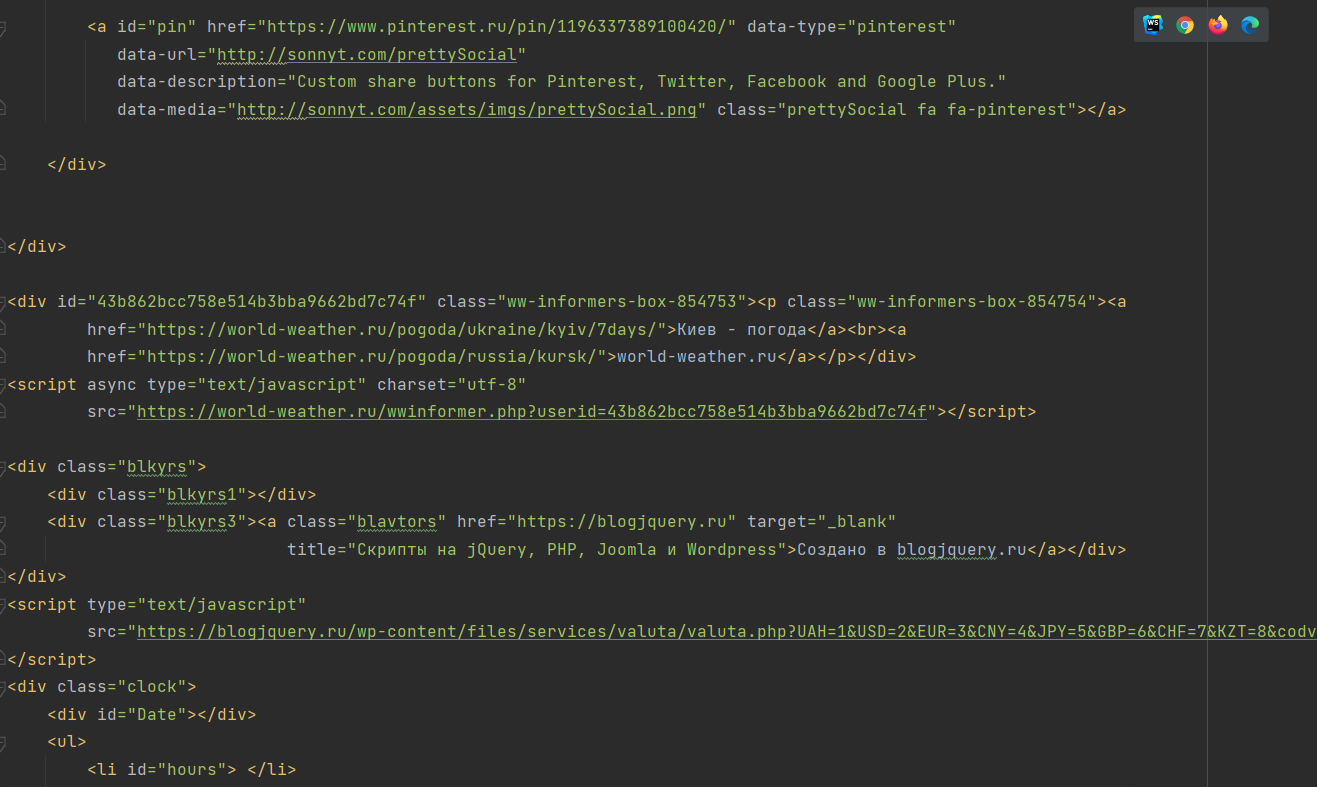 <a id="pin" href="https://www.pinterest.ru/pin/1196337389100420/" data-type="pinterest"
data-url="http://sonnyt.com/prettySocial"
data-description="Custom share buttons for Pinterest, Twitter, Facebook and Google Plus."
data-media="http://sonnyt.com/assets/imgs/prettySocial.png" class="prettySocial fa fa-pinterest"></a>
</div>
</div>
<div id="43b862bcc758e514b3bba9662bd7c74f" class="ww-informers-box-854753"><p class="ww-informers-box-854754"><a
href="https://world-weather.ru/pogoda/ukraine/kyiv/7days/">Киев - погода</a><br><a
href="https://world-weather.ru/pogoda/russia/kursk/">world-weather.ru</a></p></div>
<script async type="text/javascript" charset="utf-8"
src="https://world-weather.ru/wwinformer.php?userid=43b862bcc758e514b3bba9662bd7c74f"></script>
<div class="blkyrs">
<div class="blkyrs1"></div>
<div class="blkyrs3"><a class="blavtors" href="https://blogjquery.ru" target="_blank"
title="Скрипты на jQuery, PHP, Joomla и Wordpress">Создано в blogjquery.ru</a></div>
</div>
<script type="text/javascript"
src="https://blogjquery.ru/wp-content/files/services/valuta/valuta.php?UAH=1&USD=2&EUR=3&CNY=4&JPY=5&GBP=6&CHF=7&KZT=8&codv
</script>
<div class="clock">
<div id="Date"></div>
<ul>
<li id="hours"> </li>